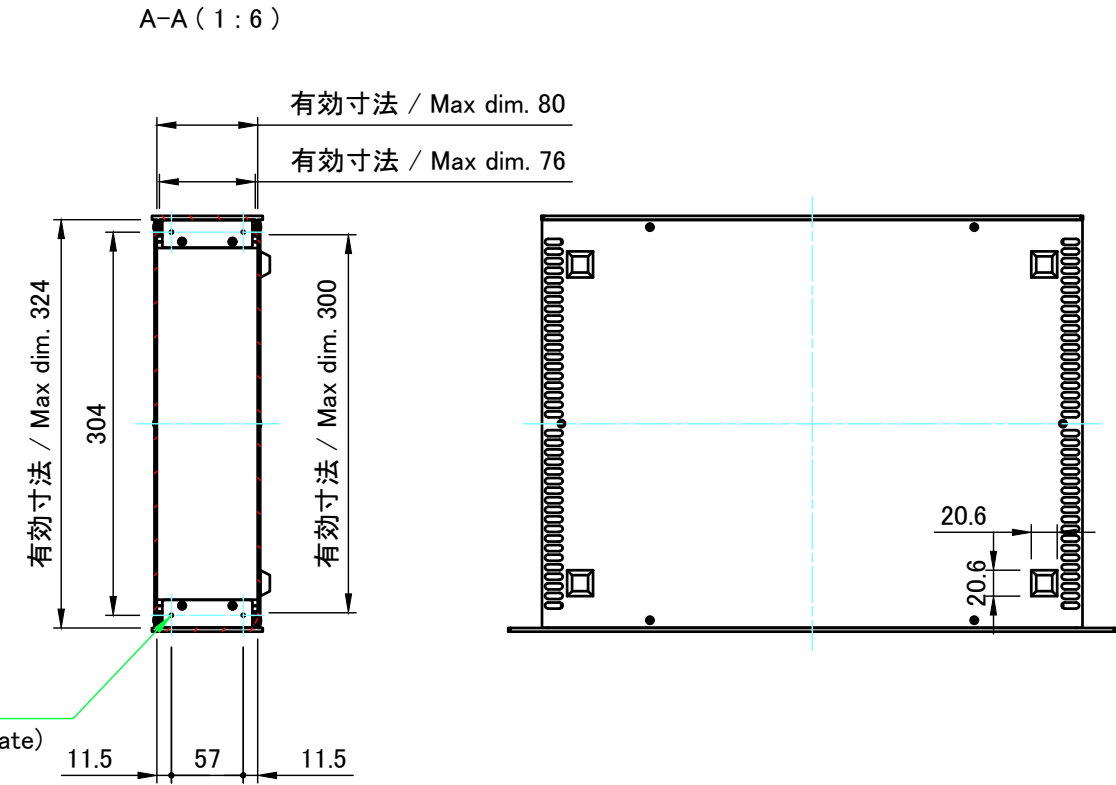 A-A ( 1 : 6 )
有効寸法 / Max dim. 80
有効寸法 / Max dim. 76
有効寸法 / Max dim. 324
304
有効寸法 / Max dim. 300
20.6
20.6
ate)
11.5
57
11.5